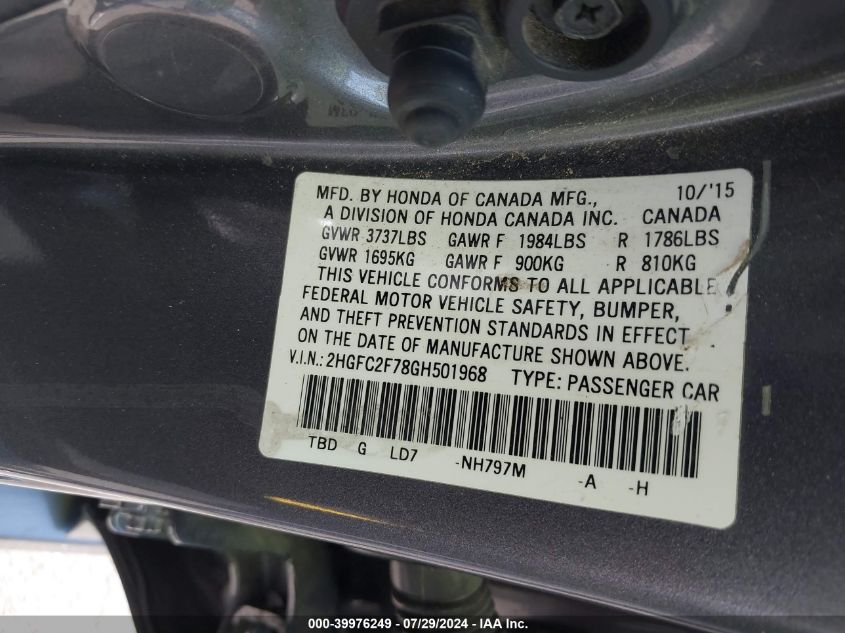 MFD. BY HONDA OF CANADA MFG., 10/'15
A DIVISION OF HONDA CANADA INC. CANADA
GVWR 3737LBS GAWR F 1984LBS R 1786LBS
GVWR 1695KG GAWR F 900KG R 810KG
THIS VEHICLE CONFORMS TO ALL APPLICABLE
FEDERAL MOTOR VEHICLE SAFETY, BUMPER,
AND THEFT PREVENTION STANDARDS IN EFFECT
ON THE DATE OF MANUFACTURE SHOWN ABOVE.
V.I.N.: 2HGFC2F78GH501968 TYPE: PASSENGER CAR
TBD G LD7 -NH797M -A -H
000-39976249 - 07/29/2024 - IAA Inc.